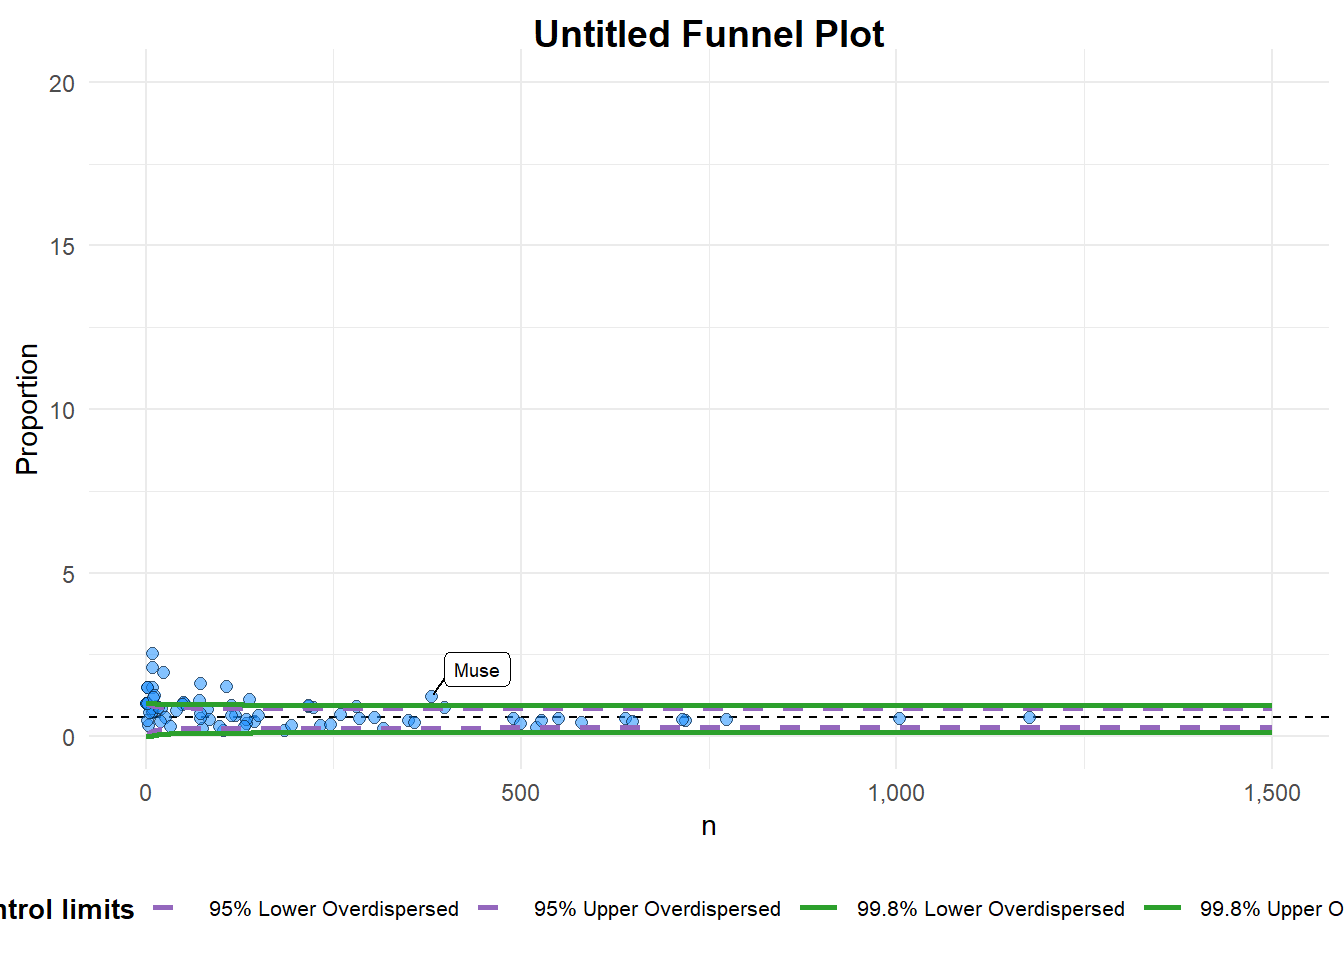 Untitled Funnel Plot
20
15
10
5
0
Proportion
Muse
0 500 1,000 1,500
n
ntrol limits 95% Lower Overdispersed 95% Upper Overdispersed 99.8% Lower Overdispersed 99.8% Upper O